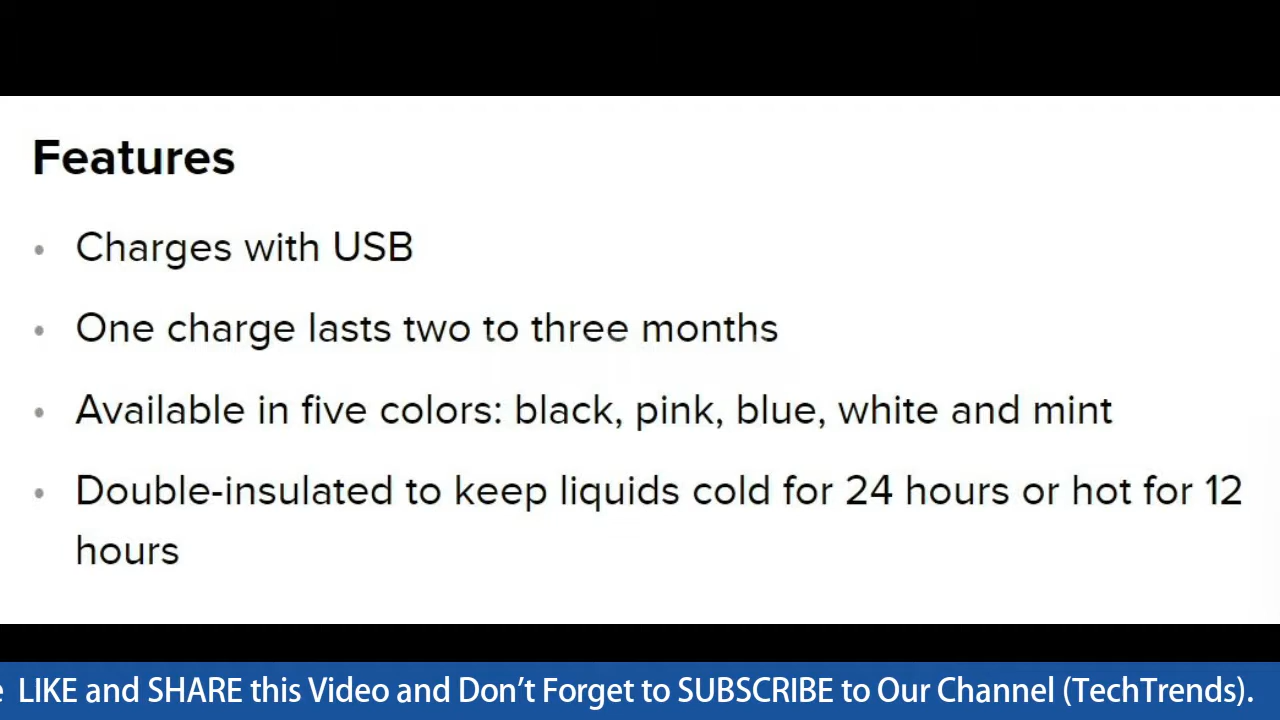 Features
• Charges with USB
• One charge lasts two to three months
• Available in five colors: black, pink, blue, white and mint
• Double-insulated to keep liquids cold for 24 hours or hot for 12
hours
LIKE and SHARE this Video and Don’t Forget to SUBSCRIBE to Our Channel (TechTrends).